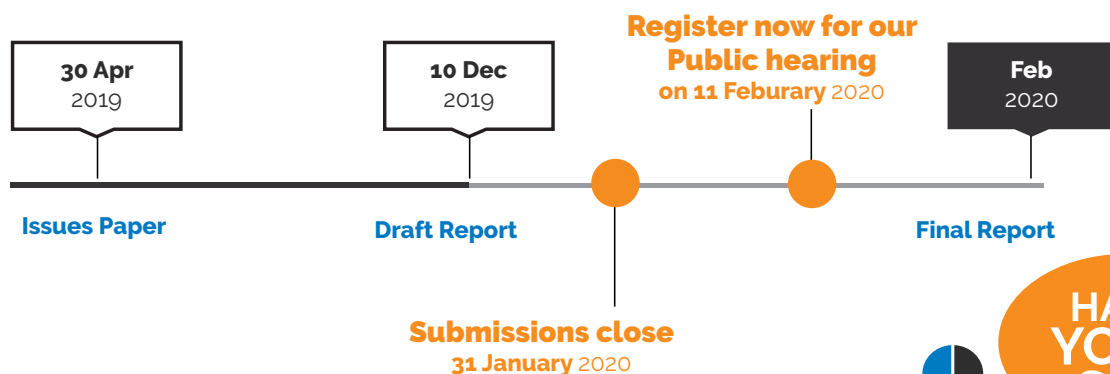 Register now for our
Public hearing
on 11 Feburary 2020
30 Apr
2019
10 Dec
2019
Feb
2020
Issues Paper
Draft Report
Final Report
Submissions close
31 January 2020